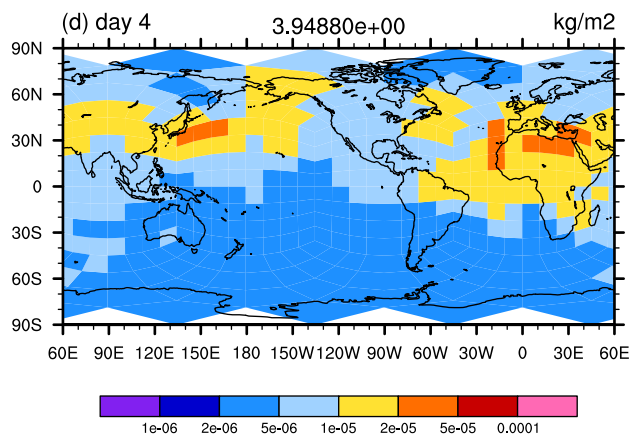 (d) day 4 3.94880e+00 kg/m2
90N
60N
30N
0
30S
60S
90S
60E 90E 120E 150E 180 150W 120W 90W 60W 30W 0 30E 60E
1e-06 2e-06 5e-06 1e-05 2e-05 5e-05 0.0001